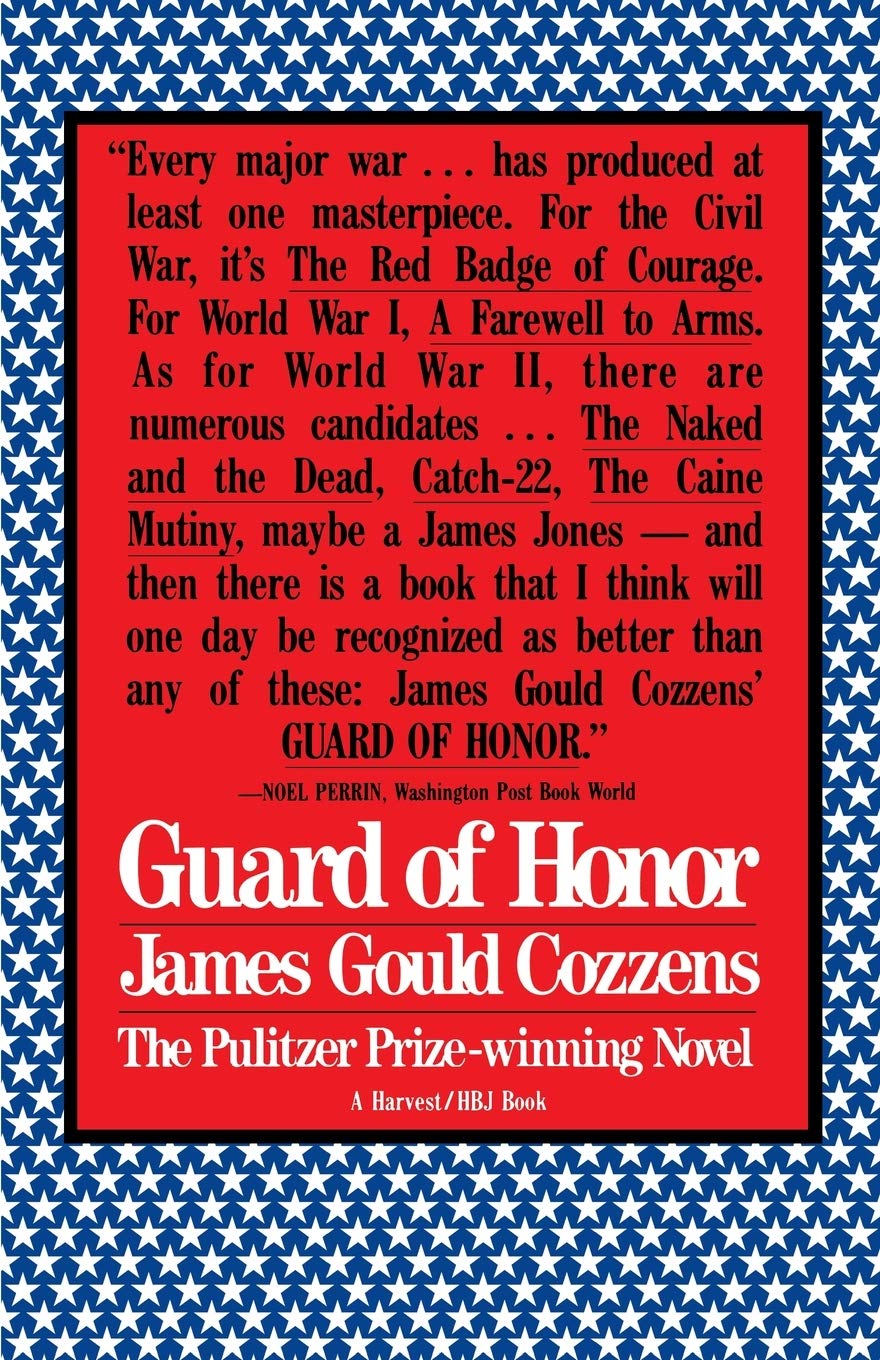 “Every major war . . . has produced at
least one masterpiece. For the Civil
War, it’s The Red Badge of Courage.
For World War I, A Farewell to Arms.
As for World War II, there are
numerous candidates . . . The Naked
and the Dead, Catch-22, The Caine
Mutiny, maybe a James Jones — and
then there is a book that I think will
one day be recognized as better than
any of these: James Gould Cozzens’
GUARD OF HONOR.”
—NOEL PERRIN, Washington Post Book World
Guard of Honor
James Gould Cozzens
The Pulitzer Prize-winning Novel
A Harvest/HBJ Book